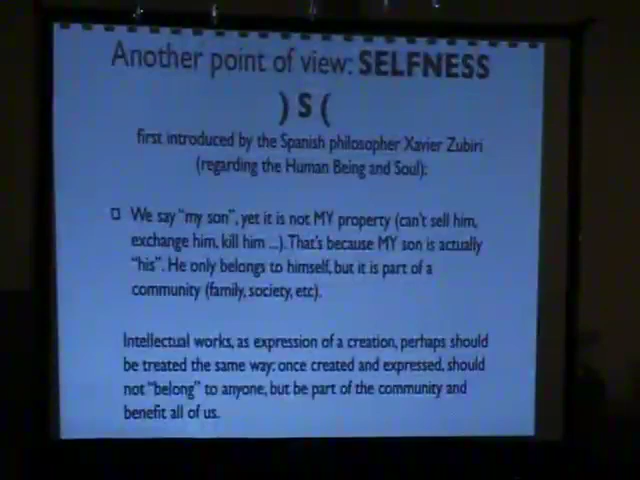 Another point of view: SELFNESS
) S (
first introduced by the Spanish philosopher Xavier Zubiri
(regarding the Human Being and Soul):
We say "my son", yet it is not MY property (can't sell him,
exchange him, kill him ...). That's because MY son is actually
"his". He only belongs to himself, but it is part of a
community (family, society, etc).
Intellectual works, as expression of a creation, perhaps should
be treated the same way: once created and expressed, should
not "belong" to anyone, but be part of the community and
benefit all of us.